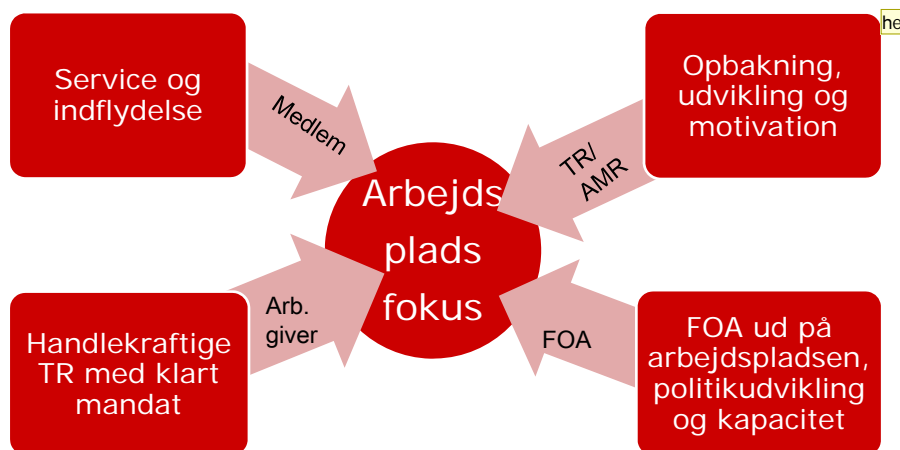 Service og
indflydelse
Medlem
Opbakning,
udvikling og
motivation
he
TR/
AMR
Arbejds
plads
fokus
Handlekraftige
TR med klart
mandat
Arb.
giver
FOA
FOA ud på
arbejdspladsen,
politikudvikling
og kapacitet